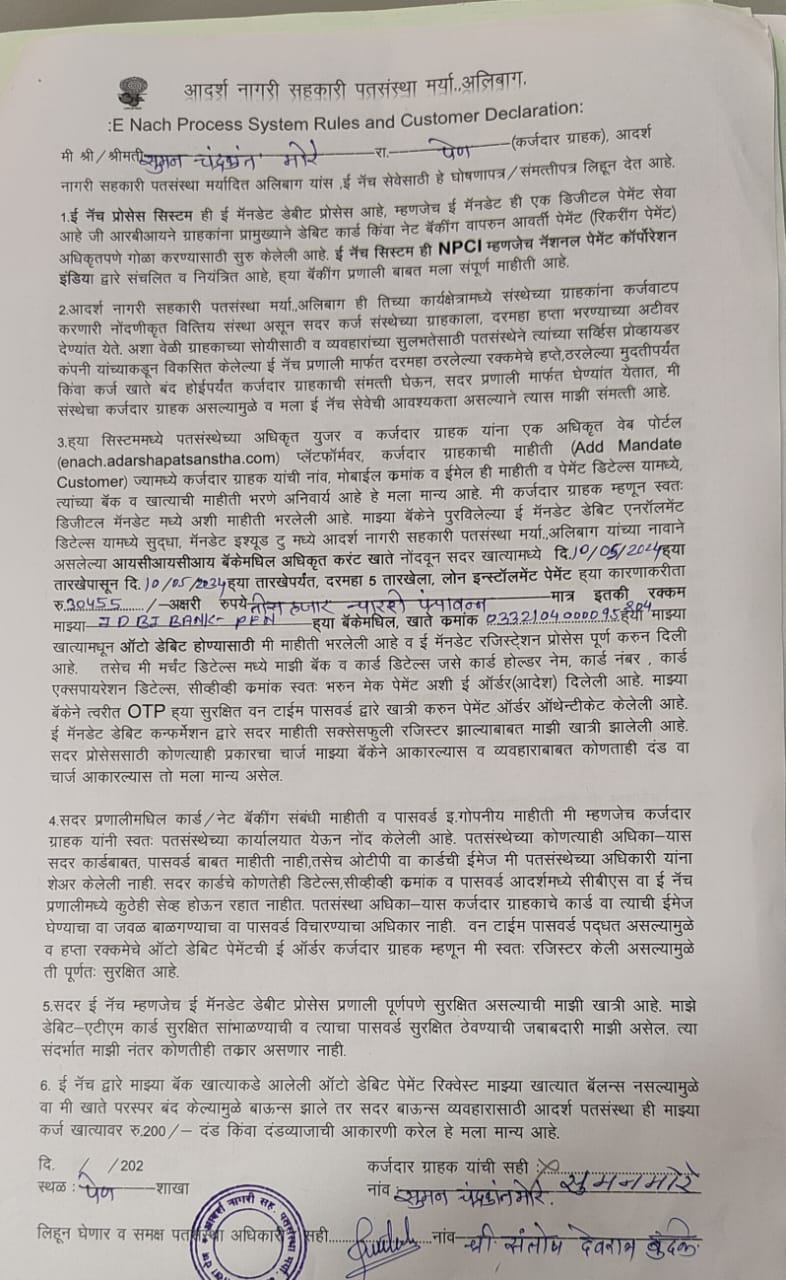 आदर्श नागरी सहकारी पतसंस्था मर्या.,अलिबाग.
:E Nach Process System Rules and Customer Declaration:
मी श्री/श्रीमती सुमन चंद्रकांत मोरे रा. पेण (कर्जदार ग्राहक), आदर्श
नागरी सहकारी पतसंस्था मर्यादित अलिबाग यांस ,ई नॅच सेवेसाठी हे घोषणापत्र/संमत्तीपत्र लिहून देत आहे.
1.ई नॅच प्रोसेस सिस्टम ही ई मॅनडेट डेबीट प्रोसेस आहे, म्हणजेच ई मॅनडेट ही एक डिजीटल पेमेंट सेवा
आहे जी आरबीआयने ग्राहकांना प्रामुख्याने डेबिट कार्ड किंवा नेट बॅकींग वापरुन आवर्ती पेमेंट (रिकरींग पेमेंट)
अधिकृतपणे गोळा करण्यासाठी सुरु केलेली आहे. ई नॅच सिस्टम ही NPCI म्हणजेच नॅशनल पेमेंट कॉर्पोरेशन
इंडिया द्वारे संचलित व नियंत्रित आहे, ह्या बॅकींग प्रणाली बाबत मला संपूर्ण माहीती आहे.
2.आदर्श नागरी सहकारी पतसंस्था मर्या.,अलिबाग ही तिच्या कार्यक्षेत्रामध्ये संस्थेच्या ग्राहकांना कर्जवाटप
करणारी नोंदणीकृत वित्तिय संस्था असून सदर कर्ज संस्थेच्या ग्राहकाला, दरमहा हप्ता भरण्याच्या अटीवर
देण्यांत येते. अशा वेळी ग्राहकाच्या सोयीसाठी व व्यवहारांच्या सुलभतेसाठी पतसंस्थेने त्यांच्या सर्व्हिस प्रोव्हायडर
कंपनी यांच्याकडून विकसित केलेल्या ई नॅच प्रणाली मार्फत दरमहा ठरलेल्या रक्कमेचे हप्ते,ठरलेल्या मुदतीपर्यंत
किंवा कर्ज खाते बंद होईपर्यंत कर्जदार ग्राहकाची संमत्ती घेऊन, सदर प्रणाली मार्फत घेण्यांत येतात, मी
संस्थेचा कर्जदार ग्राहक असल्यामुळे व मला ई नॅच सेवेची आवश्यकता असल्याने त्यास माझी संमत्ती आहे.
3.ह्या सिस्टममध्ये पतसंस्थेच्या अधिकृत युजर व कर्जदार ग्राहक यांना एक अधिकृत वेब पोर्टल
(enach.adarshapatsanstha.com) प्लॅटफॉर्मवर, कर्जदार ग्राहकाची माहीती (Add Mandate
Customer) ज्यामध्ये कर्जदार ग्राहक यांची नांव, मोबाईल क्रमांक व ईमेल ही माहीती व पेमेंट डिटेल्स यामध्ये,
त्यांच्या बॅक व खात्याची माहीती भरणे अनिवार्य आहे हे मला मान्य आहे. मी कर्जदार ग्राहक म्हणून स्वतः
डिजीटल मॅनडेट मध्ये अशी माहीती भरलेली आहे. माझ्या बॅकेने पुरविलेल्या ई मॅनडेट डेबिट एनरॉलमेंट
डिटेल्स यामध्ये सुद्धा, मॅनडेट इश्यूड टु मध्ये आदर्श नागरी सहकारी पतसंस्था मर्या.,अलिबाग यांच्या नावाने
असलेल्या आयसीआयसीआय बॅकेमधिल अधिकृत करंट खाते नोंदवून सदर खात्यामध्ये दि.10/05/2024 ह्या
तारखेपासून दि.10/05/2034 ह्या तारखेपर्यंत, दरमहा 5 तारखेला, लोन इन्स्टॉलमेंट पेमेंट ह्या कारणाकरीता
रु.30455 /-अक्षरी रुपये तीस हजार च्यारशे पंचावन्न मात्र इतकी रक्कम
माझ्या IDBI BANK-PEN ह्या बॅकेमधिल, खाते क्रमांक 0332104000095804 ह्या माझ्या
खात्यामधून ऑटो डेबिट होण्यासाठी मी माहीती भरलेली आहे व ई मॅनडेट रजिस्ट्रेशन प्रोसेस पूर्ण करुन दिली
आहे. तसेच मी मर्चंट डिटेल्स मध्ये माझी बॅक व कार्ड डिटेल्स जसे कार्ड होल्डर नेम, कार्ड नंबर , कार्ड
एक्सपायरेशन डिटेल्स, सीव्हीव्ही क्रमांक स्वतः भरुन मेक पेमेंट अशी ई ऑर्डर(आदेश) दिलेली आहे. माझ्या
बॅकेने त्वरीत OTP ह्या सुरक्षित वन टाईम पासवर्ड द्वारे खात्री करुन पेमेंट ऑर्डर ऑथेन्टीकेट केलेली आहे.
ई मॅनडेट डेबिट कन्फर्मेशन द्वारे सदर माहीती सक्सेसफुली रजिस्टर झाल्याबाबत माझी खात्री झालेली आहे.
सदर प्रोसेससाठी कोणत्याही प्रकारचा चार्ज माझ्या बॅकेने आकारल्यास व व्यवहाराबाबत कोणताही दंड वा
चार्ज आकारल्यास तो मला मान्य असेल.
4.सदर प्रणालीमधिल कार्ड/नेट बॅकींग संबंधी माहीती व पासवर्ड इ.गोपनीय माहीती मी म्हणजेच कर्जदार
ग्राहक यांनी स्वतः पतसंस्थेच्या कार्यालयात येऊन नोंद केलेली आहे. पतसंस्थेच्या कोणत्याही अधिका–यास
सदर कार्डबाबत, पासवर्ड बाबत माहीती नाही,तसेच ओटीपी वा कार्डची ईमेज मी पतसंस्थेच्या अधिकारी यांना
शेअर केलेली नाही. सदर कार्डचे कोणतेही डिटेल्स,सीव्हीव्ही क्रमांक व पासवर्ड आदर्शमध्ये सीबीएस वा ई नॅच
प्रणालीमध्ये कुठेही सेव्ह होऊन रहात नाहीत. पतसंस्था अधिका–यास कर्जदार ग्राहकाचे कार्ड वा त्याची ईमेज
घेण्याचा वा जवळ बाळगण्याचा वा पासवर्ड विचारण्याचा अधिकार नाही. वन टाईम पासवर्ड पद्धत असल्यामुळे
व हप्ता रक्कमेचे ऑटो डेबिट पेमेंटची ई ऑर्डर कर्जदार ग्राहक म्हणून मी स्वतः रजिस्टर केली असल्यामुळे
ती पूर्णतः सुरक्षित आहे.
5.सदर ई नॅच म्हणजेच ई मॅनडेट डेबीट प्रोसेस प्रणाली पूर्णपणे सुरक्षित असल्याची माझी खात्री आहे. माझे
डेबिट–एटीएम कार्ड सुरक्षित सांभाळण्याची व त्याचा पासवर्ड सुरक्षित ठेवण्याची जबाबदारी माझी असेल. त्या
संदर्भात माझी नंतर कोणतीही तक्रार असणार नाही.
6. ई नॅच द्वारे माझ्या बॅक खात्याकडे आलेली ऑटो डेबिट पेमेंट रिक्वेस्ट माझ्या खात्यात बॅलन्स नसल्यामुळे
वा मी खाते परस्पर बंद केल्यामुळे बाऊन्स झाले तर सदर बाऊन्स व्यवहारासाठी आदर्श पतसंस्था ही माझ्या
कर्ज खात्यावर रु.200/– दंड किंवा दंडव्याजाची आकारणी करेल हे मला मान्य आहे.
दि. / /202 कर्जदार ग्राहक यांची सही : सुमन मोरे
स्थळ : पेण शाखा नांव सुमन चंद्रकांत मोरे.
लिहून घेणार व समक्ष पतसंस्था अधिकारी सही नांव श्री. संतोष देवराम